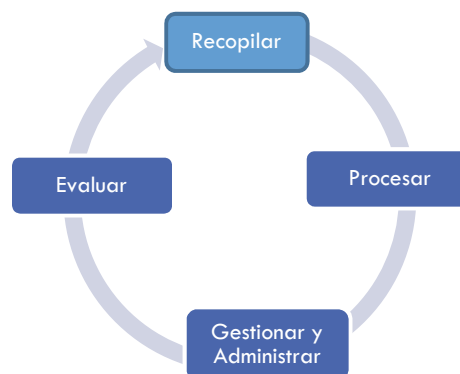 Recopilar
Procesar
Gestionar y
Administrar
Evaluar